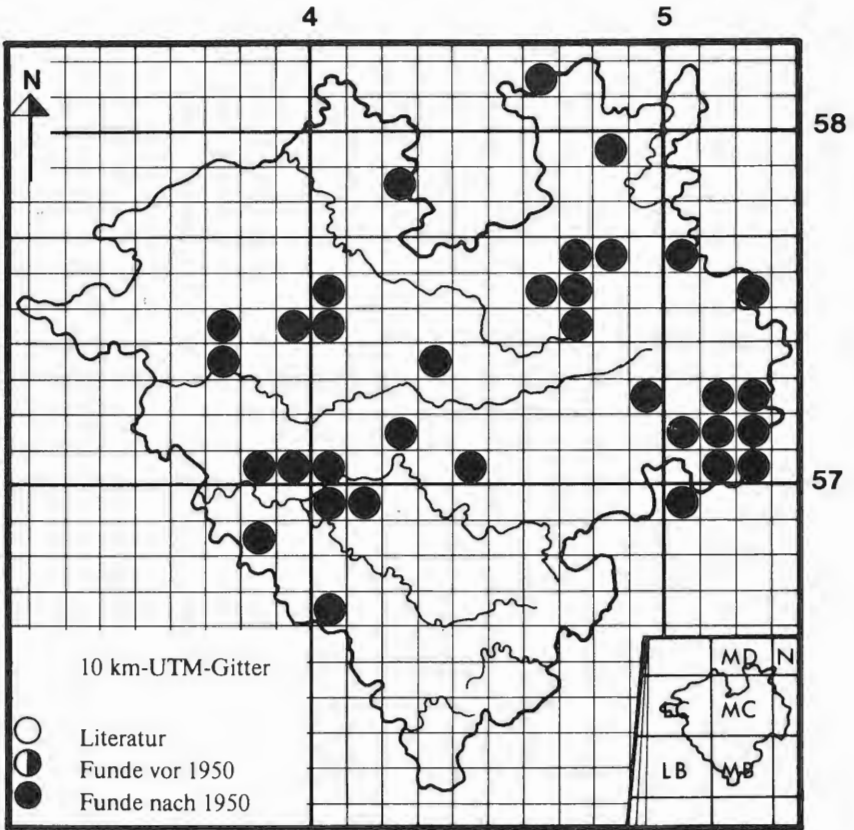 4 5
N
58
57
10 km-UTM-Gitter
Literatur
Funde vor 1950
Funde nach 1950
MD N
MC
LB MB